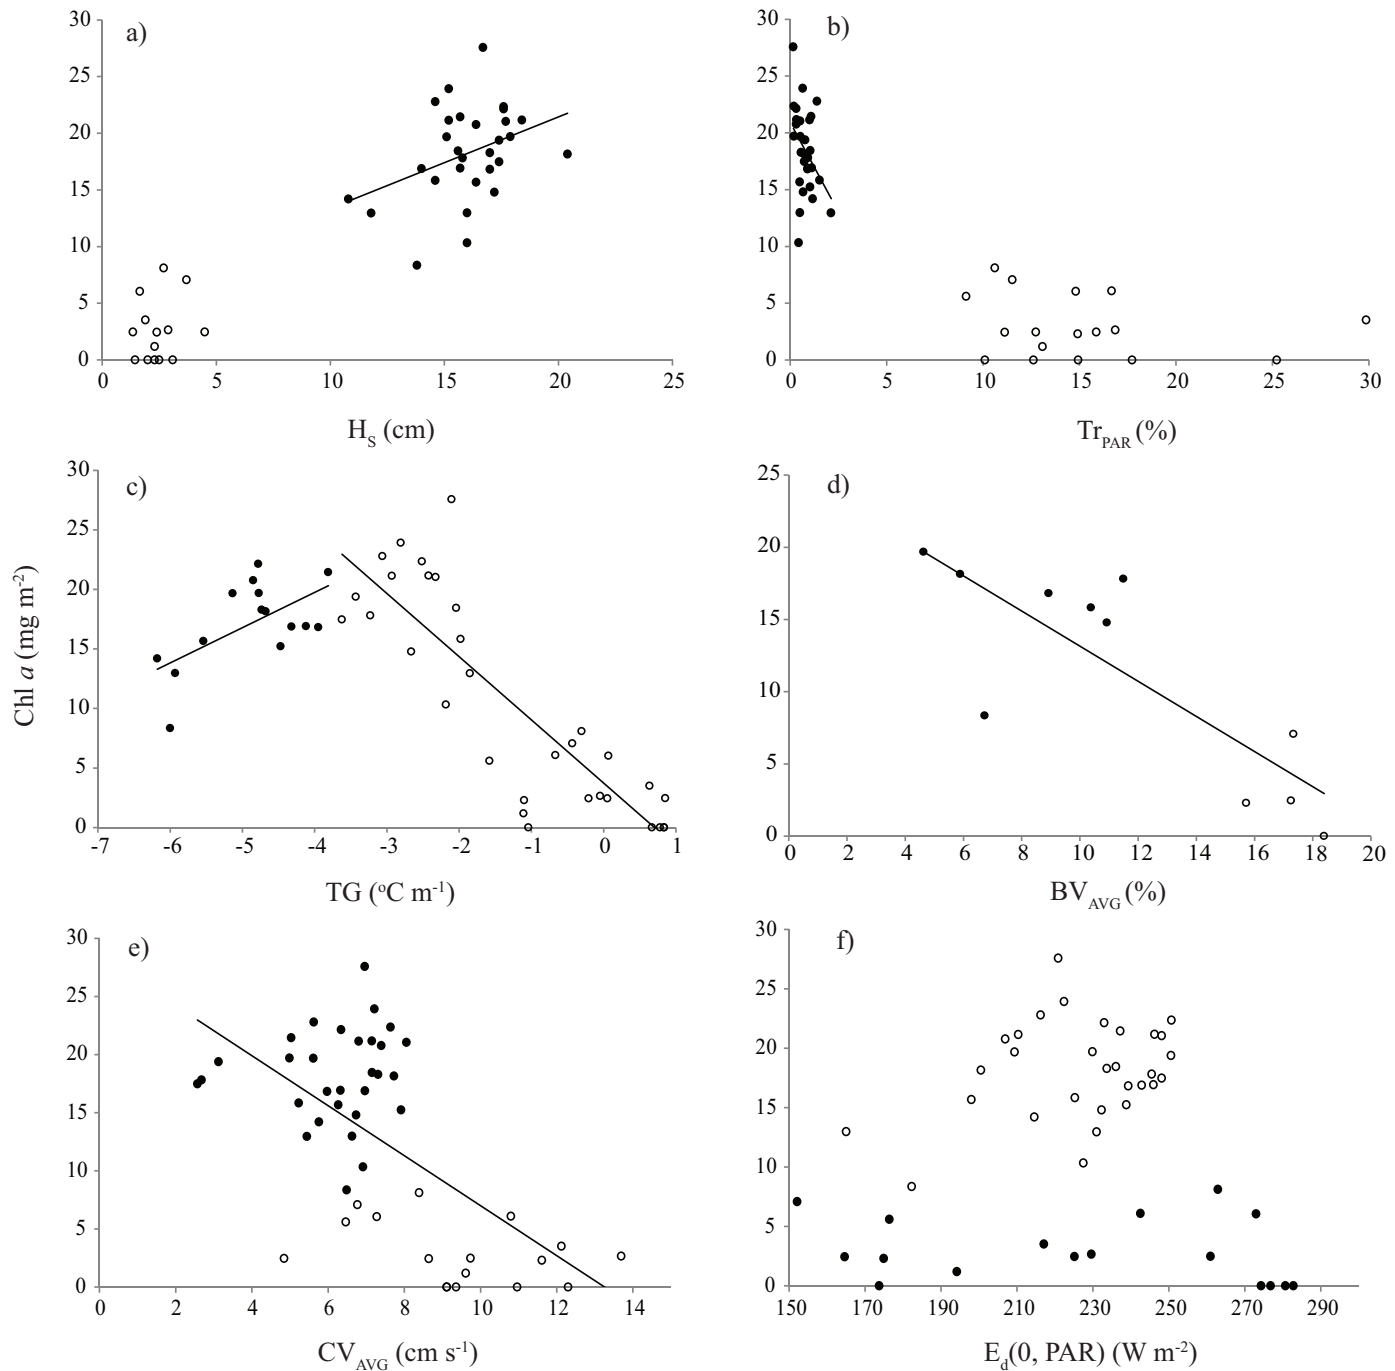 a)
30
25
20
15
10
5
0
0 5 10 15 20 25
H_S (cm)
b)
30
25
20
15
10
5
0
0 5 10 15 20 25 30
Tr_PAR (%)
Chl a (mg m⁻²)
c)
30
25
20
15
10
5
0
-7 -6 -5 -4 -3 -2 -1 0 1
TG (°C m⁻¹)
d)
25
20
15
10
5
0
0 2 4 6 8 10 12 14 16 18 20
BV_AVG (%)
e)
30
25
20
15
10
5
0
0 2 4 6 8 10 12 14
CV_AVG (cm s⁻¹)
f)
30
25
20
15
10
5
0
150 170 190 210 230 250 270 290
E_d(0, PAR) (W m⁻²)